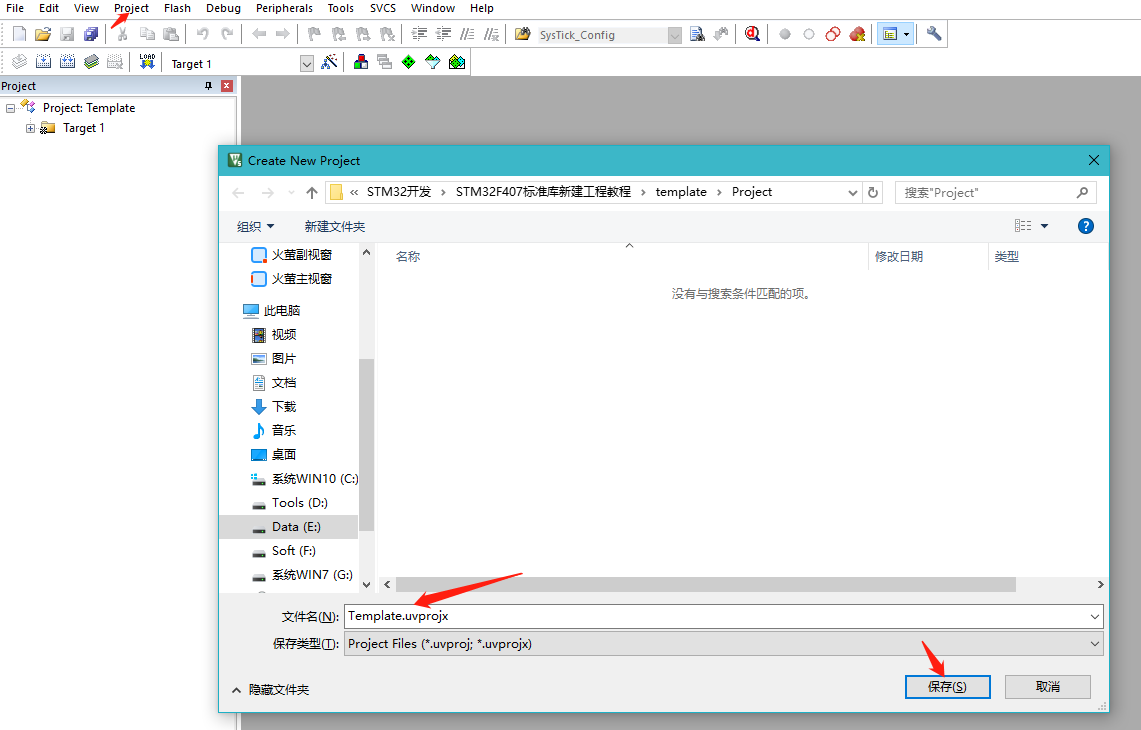 File Edit View Project Flash Debug Peripherals Tools SVCS Window Help
SysTick_Config
LOAD
Target 1
Project
Project: Template
Target 1
Create New Project
« STM32开发 › STM32F407标准库新建工程教程 › template › Project
搜索"Project"
组织 新建文件夹
名称 修改日期 类型
没有与搜索条件匹配的项。
火萤副视窗
火萤主视窗
此电脑
视频
图片
文档
下载
音乐
桌面
系统WIN10 (C:)
Tools (D:)
Data (E:)
Soft (F:)
系统WIN7 (G:)
文件名(N): Template.uvprojx
保存类型(T): Project Files (*.uvproj; *.uvprojx)
隐藏文件夹 保存(S) 取消